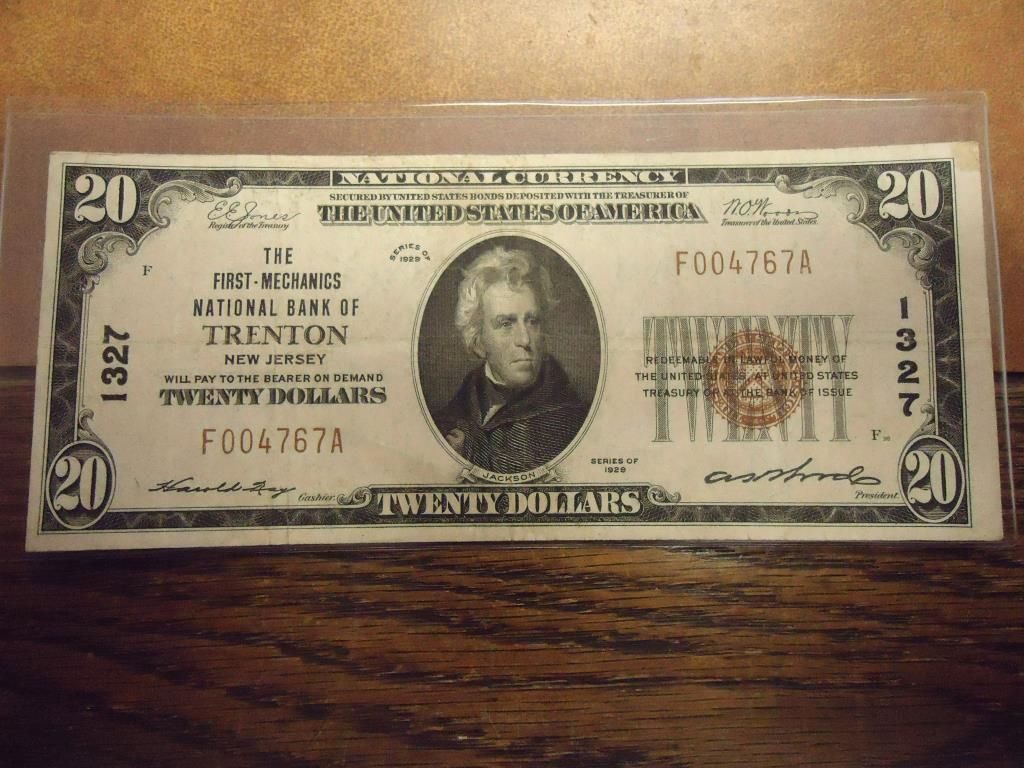 NATIONAL CURRENCY
SECURED BY UNITED STATES BONDS DEPOSITED WITH THE TREASURER OF
THE UNITED STATES OF AMERICA
20
20
E.E. Jones
Register of the Treasury
W.O. Woods
Treasurer of the United States.
F
THE
FIRST-MECHANICS
NATIONAL BANK OF
TRENTON
NEW JERSEY
WILL PAY TO THE BEARER ON DEMAND
TWENTY DOLLARS
1327
F004767A
SERIES OF
1929
JACKSON
F004767A
1327
TWENTY
REDEEMABLE IN LAWFUL MONEY OF
THE UNITED STATES AT UNITED STATES
TREASURY OR AT THE BANK OF ISSUE
SERIES OF
1929
20
Harold
Cashier.
TWENTY DOLLARS
President.
20